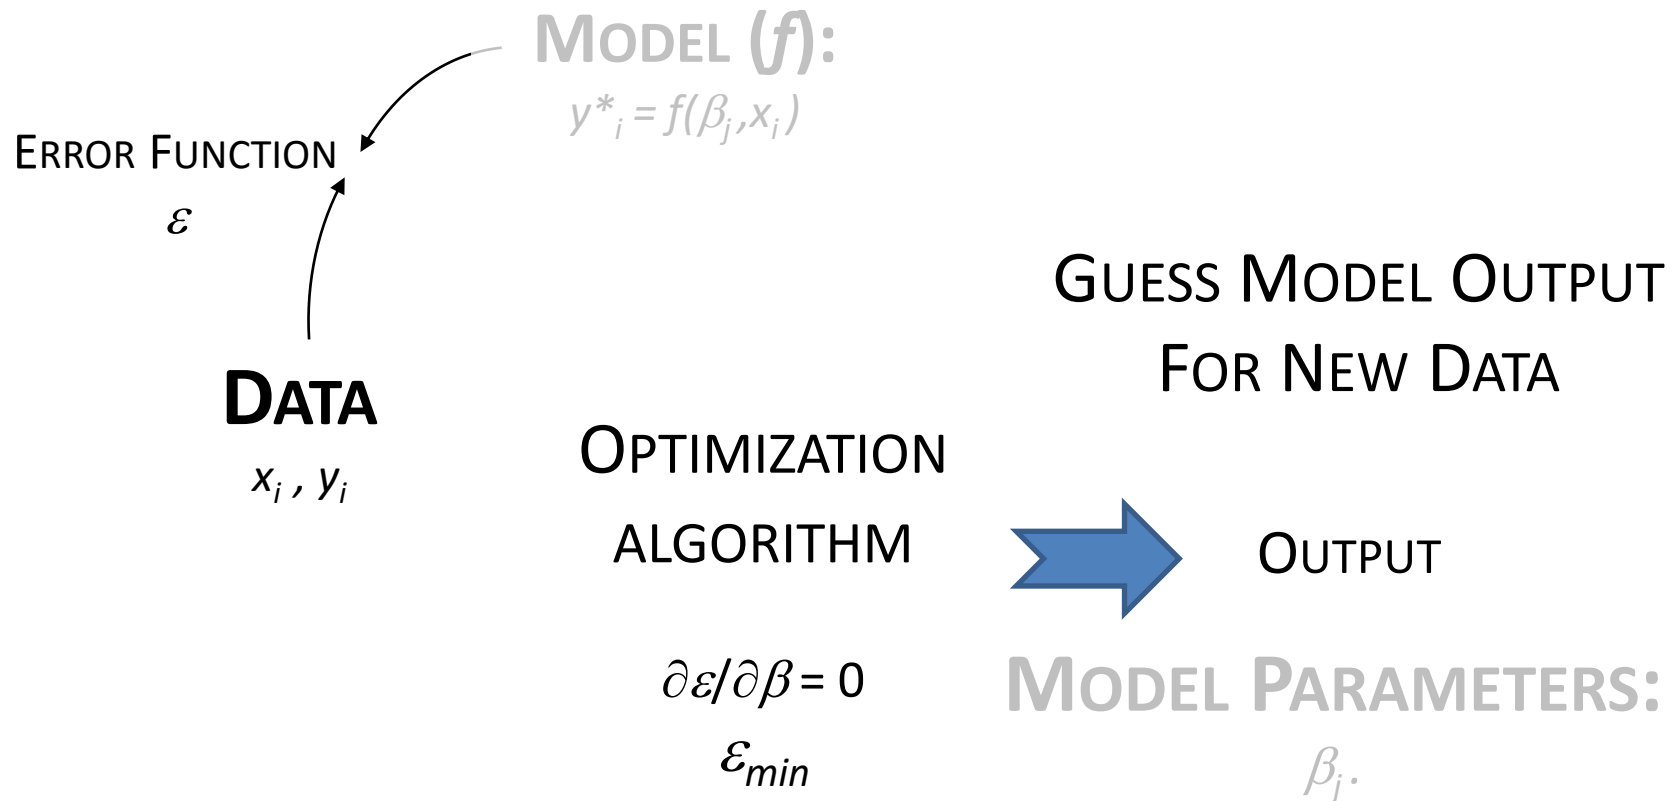 MODEL (f):
y*i = f(βj,xi)
ERROR FUNCTION
ε
DATA
xi , yi
OPTIMIZATION
ALGORITHM
∂ε/∂β = 0
εmin
GUESS MODEL OUTPUT
FOR NEW DATA
OUTPUT
MODEL PARAMETERS:
βj.